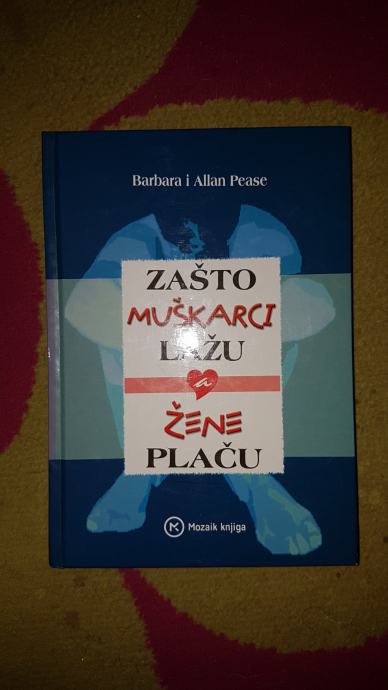 Barbara i Allan Pease
ZAŠTO
MUŠKARCI
LAŽU
a
ŽENE
PLAČU
Mozaik knjiga